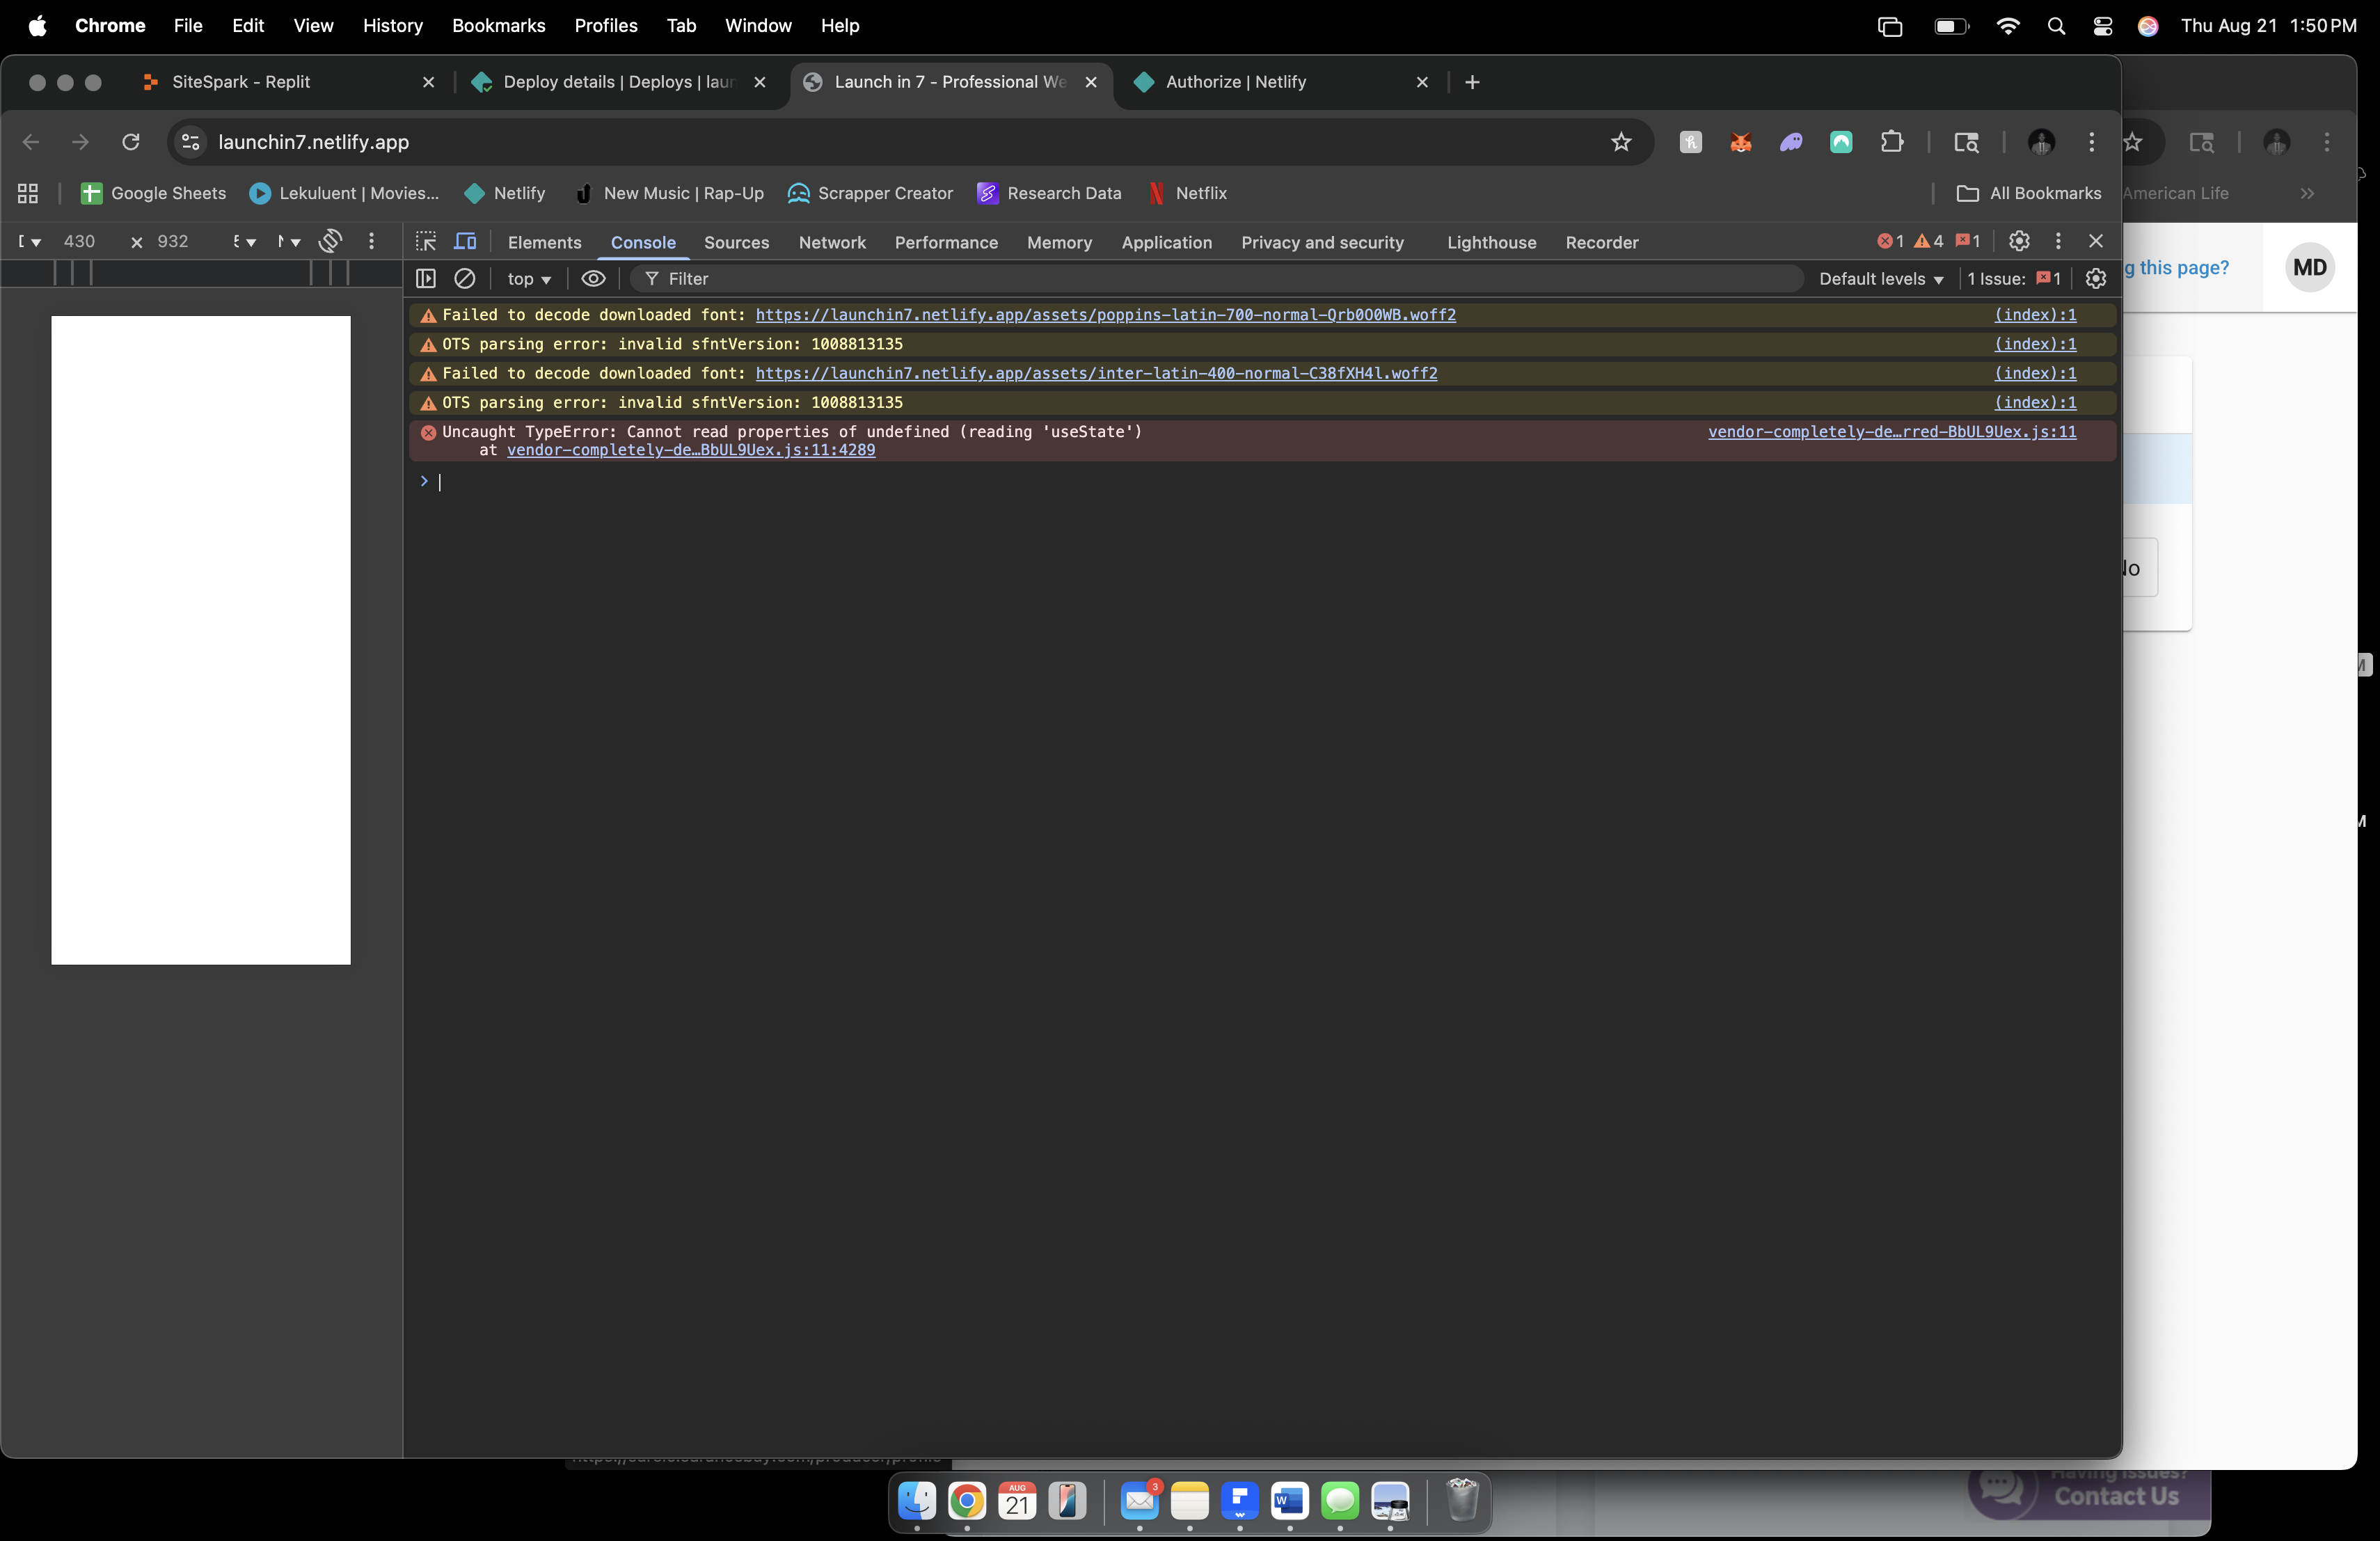 Chrome File Edit View History Bookmarks Profiles Tab Window Help Thu Aug 21 1:50 PM
SiteSpark - Replit
Deploy details | Deploys | laun
Launch in 7 - Professional We
Authorize | Netlify
launchin7.netlify.app
Google Sheets Lekuluent | Movies... Netlify New Music | Rap-Up Scrapper Creator Research Data Netflix All Bookmarks American Life
430 × 932
Elements Console Sources Network Performance Memory Application Privacy and security Lighthouse Recorder 1 4 1
top Filter Default levels 1 Issue: 1
g this page? MD
Failed to decode downloaded font: https://launchin7.netlify.app/assets/poppins-latin-700-normal-Qrb0O0WB.woff2 (index):1
OTS parsing error: invalid sfntVersion: 1008813135 (index):1
Failed to decode downloaded font: https://launchin7.netlify.app/assets/inter-latin-400-normal-C38fXH4l.woff2 (index):1
OTS parsing error: invalid sfntVersion: 1008813135 (index):1
Uncaught TypeError: Cannot read properties of undefined (reading 'useState') vendor-completely-de…rred-BbUL9Uex.js:11
at vendor-completely-de…BbUL9Uex.js:11:4289
AUG
21
3
W
Having issues?
Contact Us